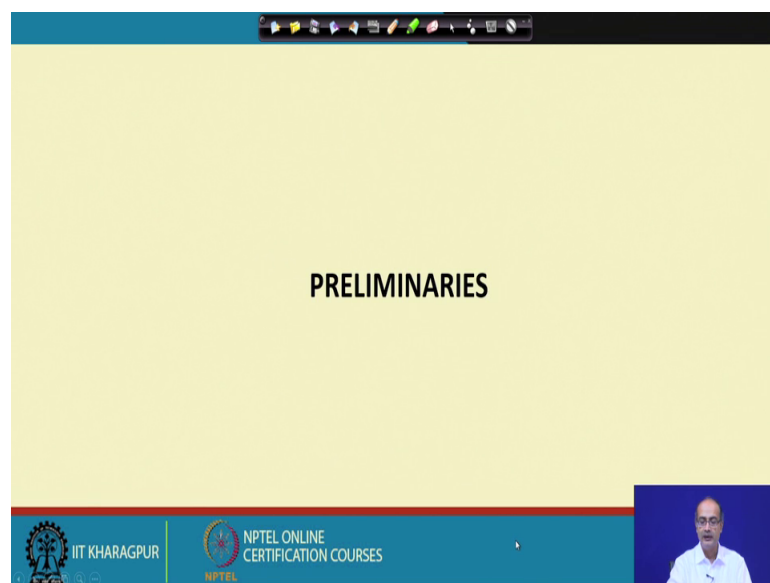 PRELIMINARIES
IIT KHARAGPUR
NPTEL
NPTEL ONLINE
CERTIFICATION COURSES